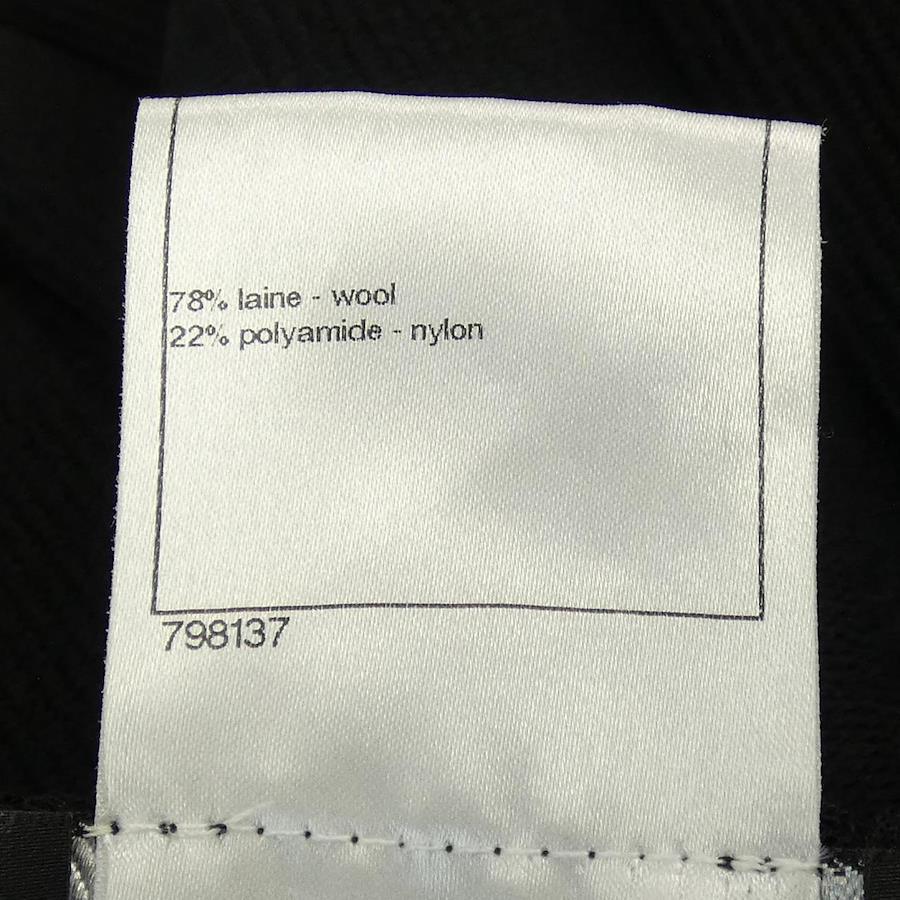 78% laine - wool
22% polyamide - nylon
798137